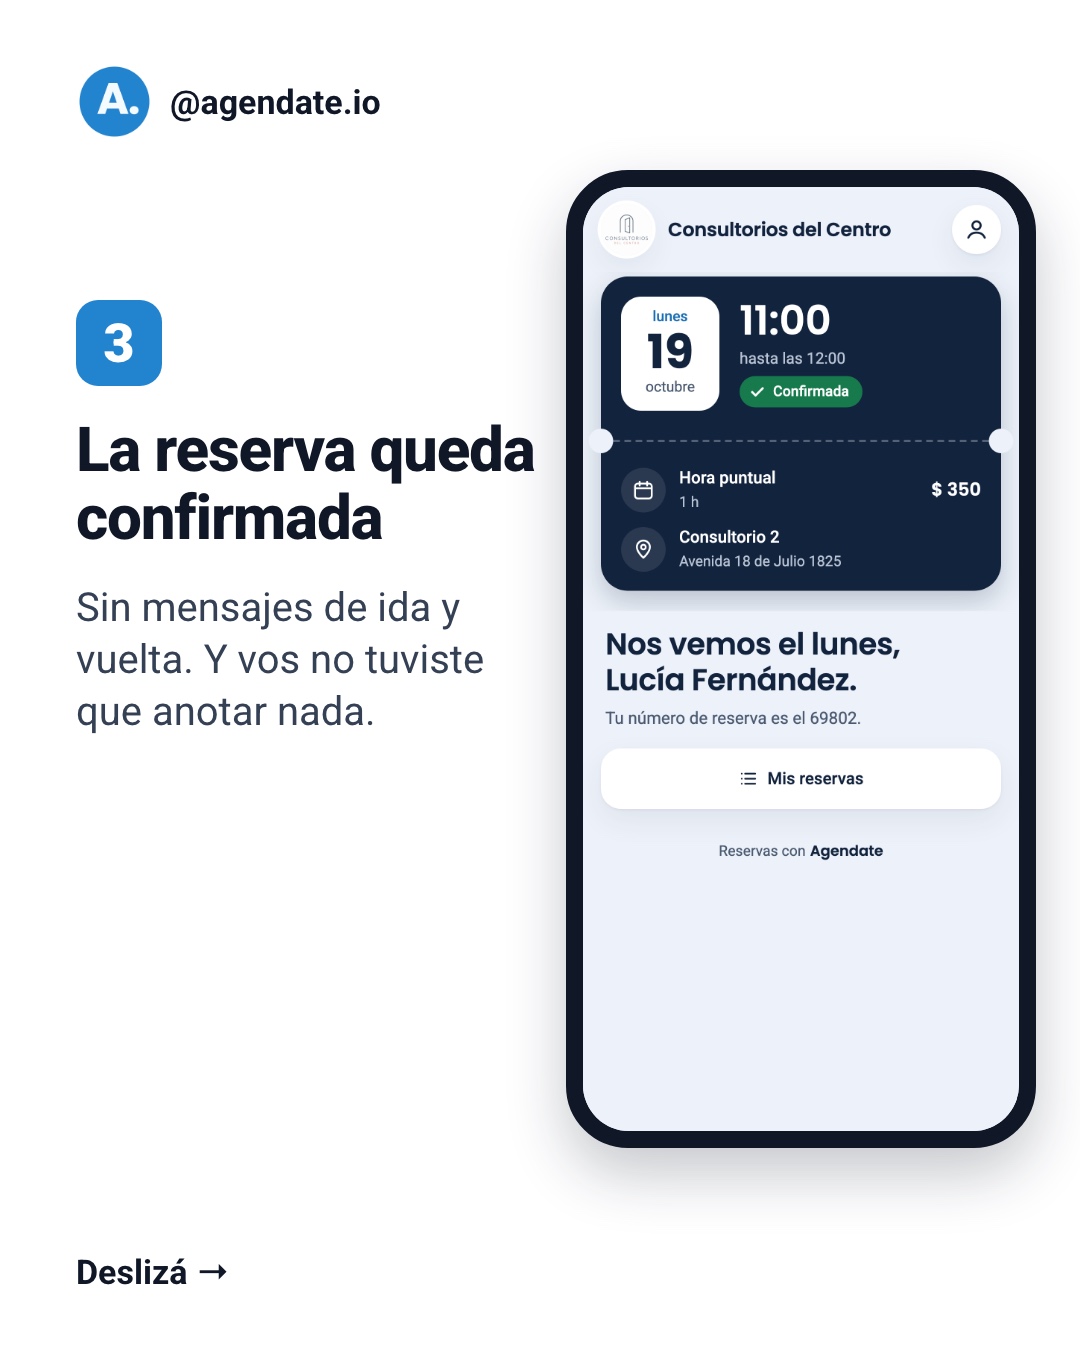 A.
@agendate.io
3
La reserva queda
confirmada
Sin mensajes de ida y
vuelta. Y vos no tuviste
que anotar nada.
CONSULTORIOS
DEL CENTRO
Consultorios del Centro
lunes
19
octubre
11:00
hasta las 12:00
Confirmada
Hora puntual
1 h
$ 350
Consultorio 2
Avenida 18 de Julio 1825
Nos vemos el lunes,
Lucía Fernández.
Tu número de reserva es el 69802.
Mis reservas
Reservas con Agendate
Deslizá →